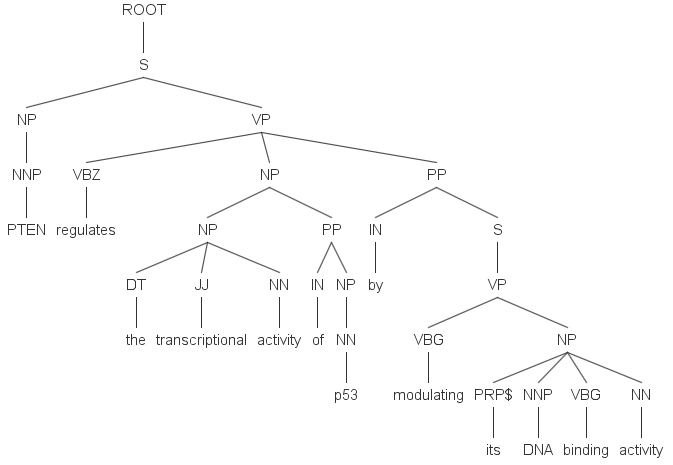 ROOT
S
NP VP
NNP VBZ NP PP
PTEN regulates NP PP IN S
DT JJ NN IN NP by VP
the transcriptional activity of NN VBG NP
p53 modulating PRP$ NNP VBG NN
its DNA binding activity